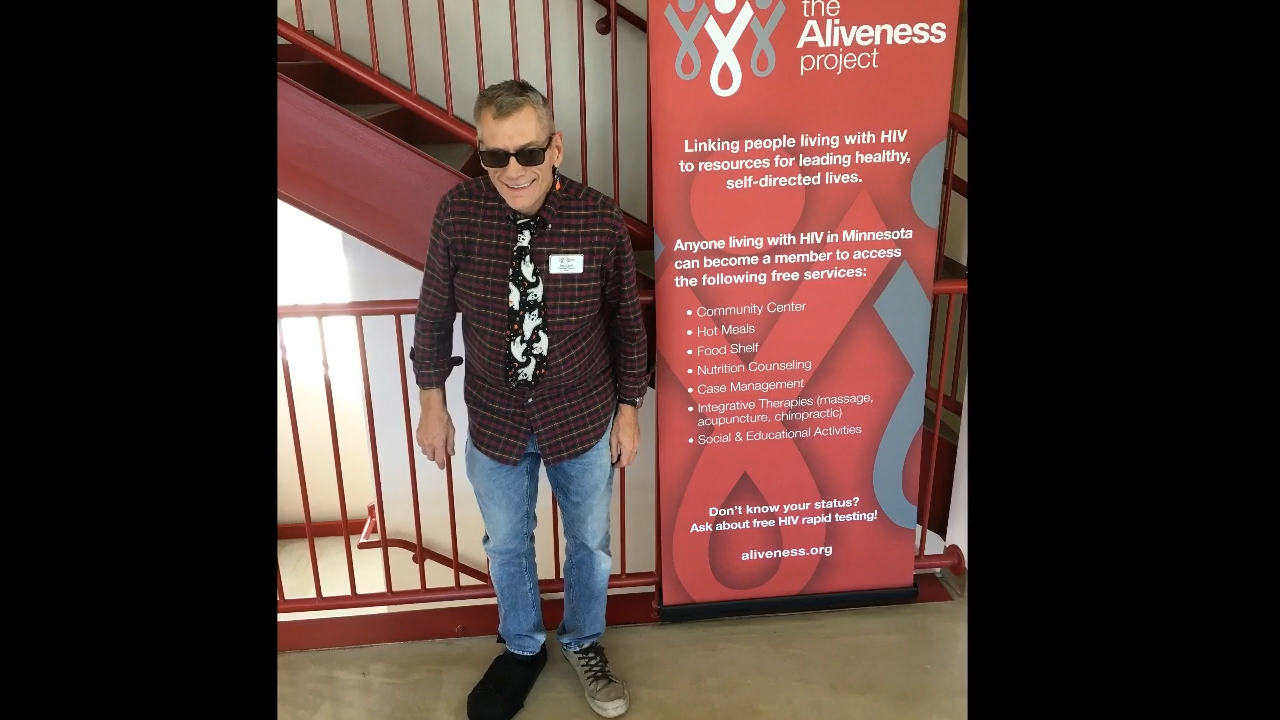 the
Aliveness
project
Linking people living with HIV
to resources for leading healthy,
self-directed lives.
Anyone living with HIV in Minnesota
can become a member to access
the following free services:
• Community Center
• Hot Meals
• Food Shelf
• Nutrition Counseling
• Case Management
• Integrative Therapies (massage,
acupuncture, chiropractic)
• Social & Educational Activities
Don't know your status?
Ask about free HIV rapid testing!
aliveness.org